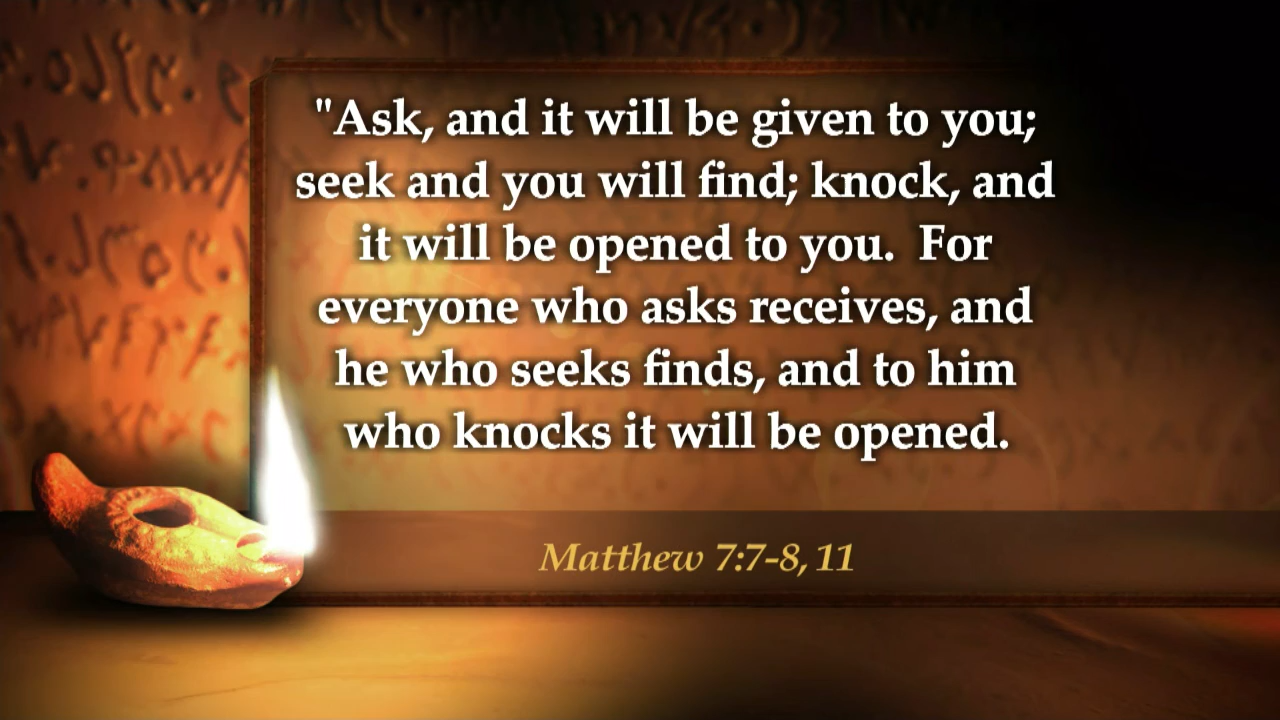 "Ask, and it will be given to you;
seek and you will find; knock, and
it will be opened to you.  For
everyone who asks receives, and
he who seeks finds, and to him
who knocks it will be opened.
Matthew 7:7-8, 11